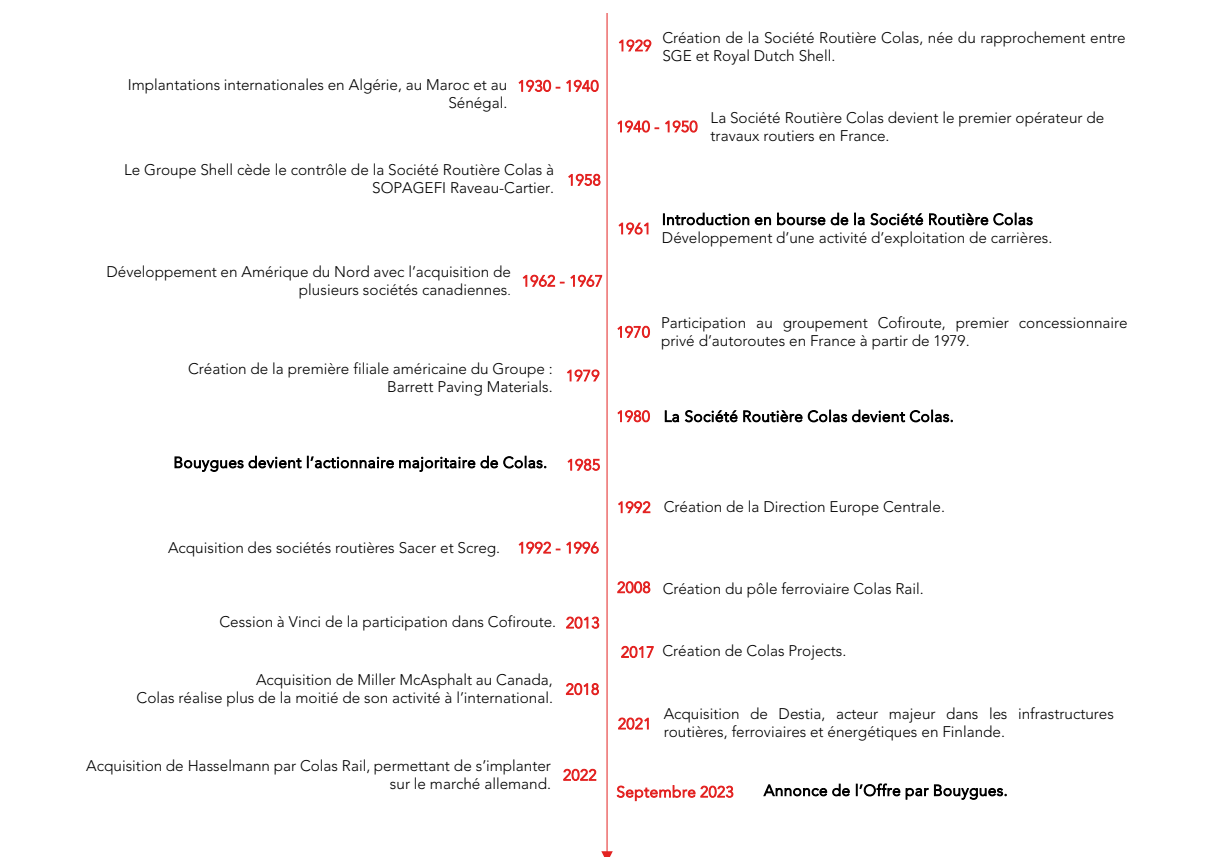 1929 Création de la Société Routière Colas, née du rapprochement entre
SGE et Royal Dutch Shell.
Implantations internationales en Algérie, au Maroc et au 1930 - 1940
Sénégal.
1940 - 1950 La Société Routière Colas devient le premier opérateur de
travaux routiers en France.
Le Groupe Shell cède le contrôle de la Société Routière Colas à
SOPAGEFI Raveau-Cartier. 1958
Introduction en bourse de la Société Routière Colas
1961 Développement d’une activité d’exploitation de carrières.
Développement en Amérique du Nord avec l’acquisition de 1962 - 1967
plusieurs sociétés canadiennes.
1970 Participation au groupement Cofiroute, premier concessionnaire
privé d’autoroutes en France à partir de 1979.
Création de la première filiale américaine du Groupe : 1979
Barrett Paving Materials.
1980 La Société Routière Colas devient Colas.
Bouygues devient l’actionnaire majoritaire de Colas. 1985
1992 Création de la Direction Europe Centrale.
Acquisition des sociétés routières Sacer et Screg. 1992 - 1996
2008 Création du pôle ferroviaire Colas Rail.
Cession à Vinci de la participation dans Cofiroute. 2013
2017 Création de Colas Projects.
Acquisition de Miller McAsphalt au Canada, 2018
Colas réalise plus de la moitié de son activité à l’international.
2021 Acquisition de Destia, acteur majeur dans les infrastructures
routières, ferroviaires et énergétiques en Finlande.
Acquisition de Hasselmann par Colas Rail, permettant de s’implanter 2022
sur le marché allemand.
Septembre 2023 Annonce de l’Offre par Bouygues.